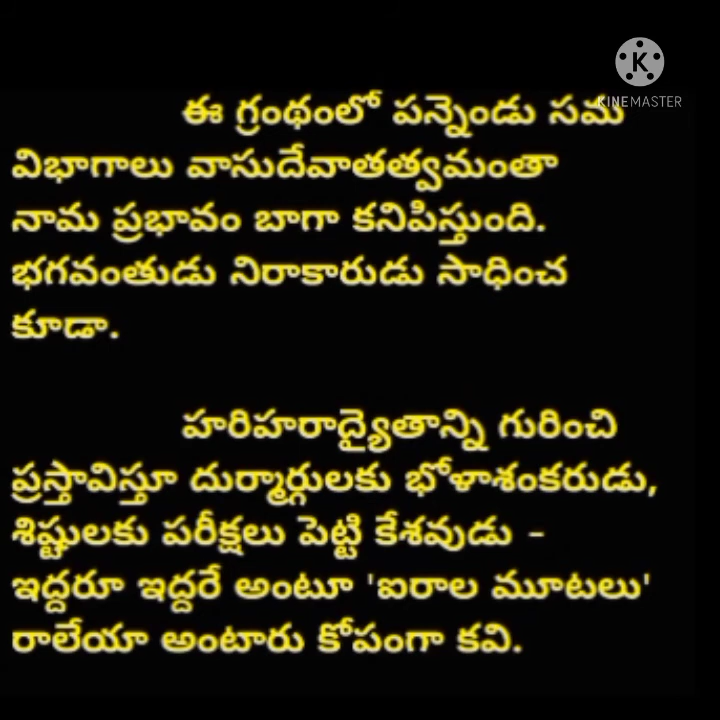 KINEMASTER
ఈ గ్రంథంలో పన్నెండు సమ
విభాగాలు వాసుదేవాతత్వమంతా
నామ ప్రభావం బాగా కనిపిస్తుంది.
భగవంతుడు నిరాకారుడు సాధించ
కూడా.
హరిహరాద్యైతాన్ని గురించి
ప్రస్తావిస్తూ దుర్మార్గులకు భోళాశంకరుడు,
శిష్టులకు పరీక్షలు పెట్టి కేశవుడు -
ఇద్దరూ ఇద్దరే అంటూ 'ఐరాల మూటలు'
రాలేయా అంటారు కోపంగా కవి.